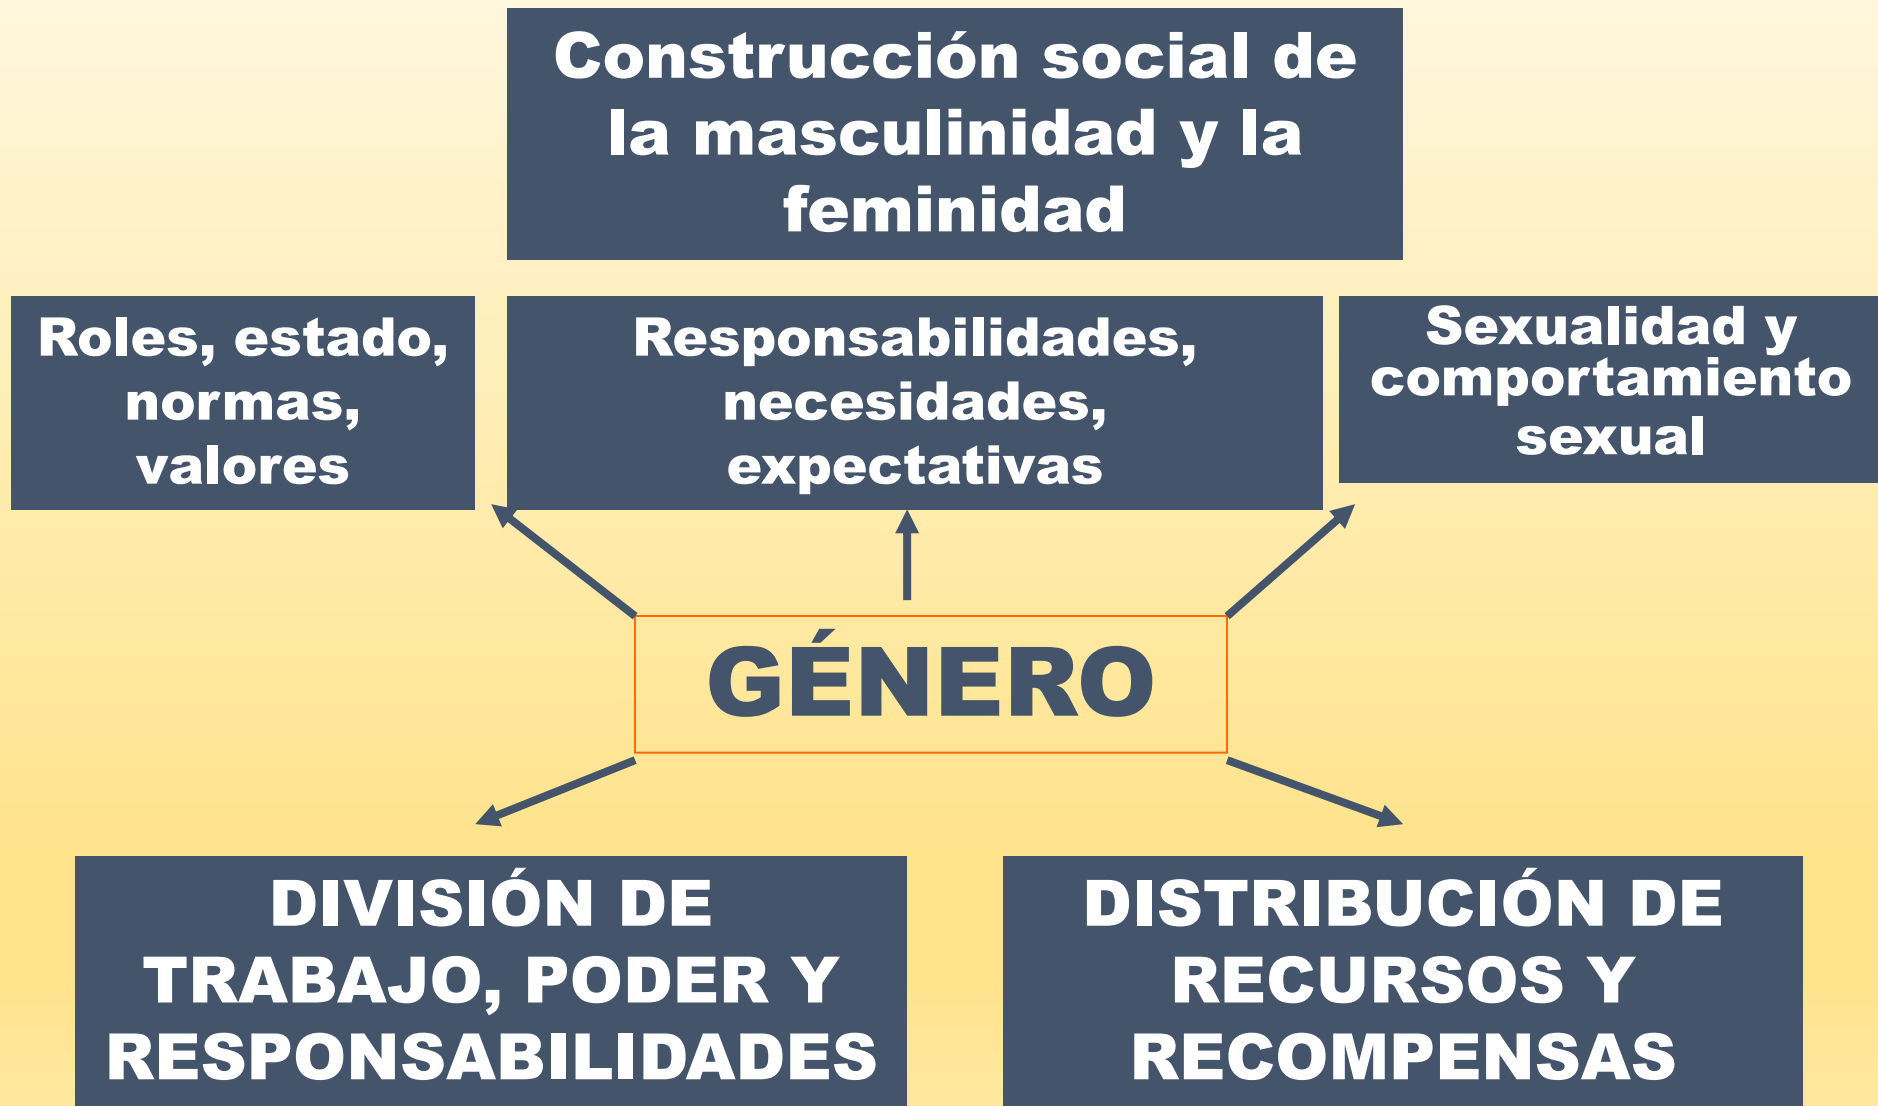 Construcción social de
la masculinidad y la
feminidad
Roles, estado,
normas,
valores
Responsabilidades,
necesidades,
expectativas
Sexualidad y
comportamiento
sexual
GÉNERO
DIVISIÓN DE
TRABAJO, PODER Y
RESPONSABILIDADES
DISTRIBUCIÓN DE
RECURSOS Y
RECOMPENSAS